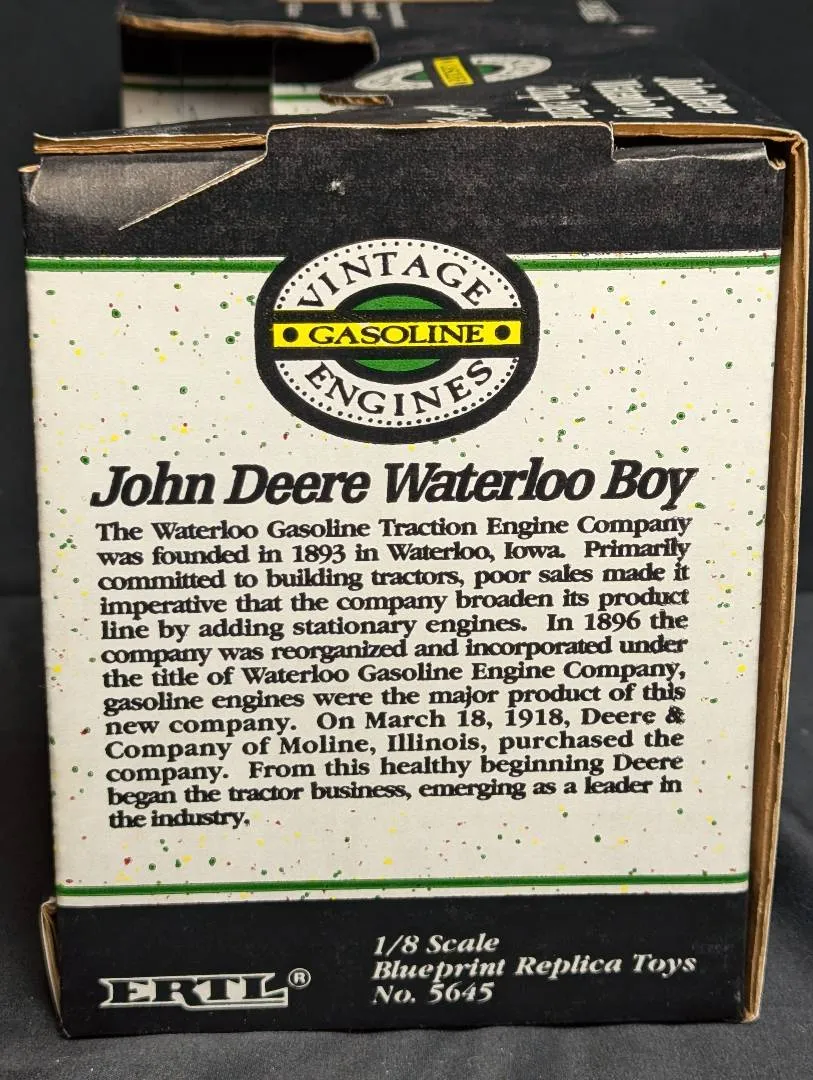 VINTAGE
GASOLINE
ENGINES
John Deere Waterloo Boy
The Waterloo Gasoline Traction Engine Company
was founded in 1893 in Waterloo, Iowa. Primarily
committed to building tractors, poor sales made it
imperative that the company broaden its product
line by adding stationary engines. In 1896 the
company was reorganized and incorporated under
the title of Waterloo Gasoline Engine Company,
gasoline engines were the major product of this
new company. On March 18, 1918, Deere &
Company of Moline, Illinois, purchased the
company. From this healthy beginning Deere
began the tractor business, emerging as a leader in
the industry.
ERTL®
1/8 Scale
Blueprint Replica Toys
No. 5645